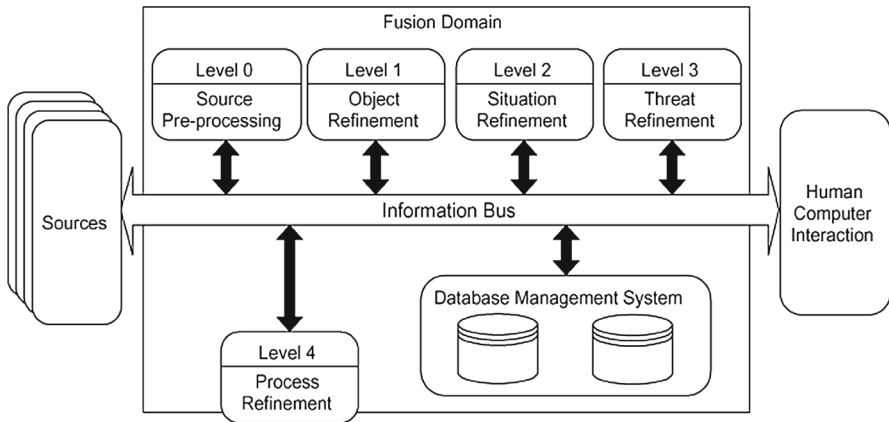 Fusion Domain
Level 0
Source
Pre-processing
Level 1
Object
Refinement
Level 2
Situation
Refinement
Level 3
Threat
Refinement
Sources
Information Bus
Human
Computer
Interaction
Database Management System
Level 4
Process
Refinement